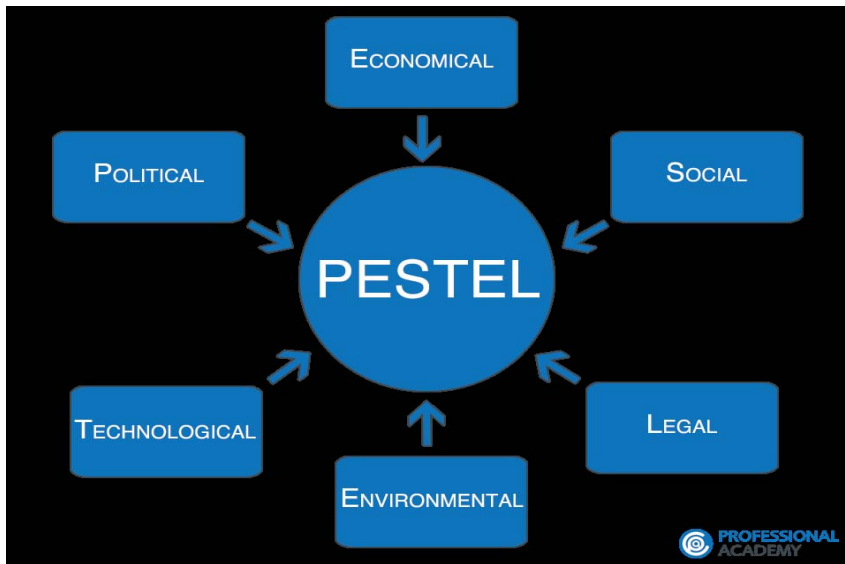 Economical
Political
Social
PESTEL
Technological
Legal
Environmental
PROFESSIONAL
ACADEMY